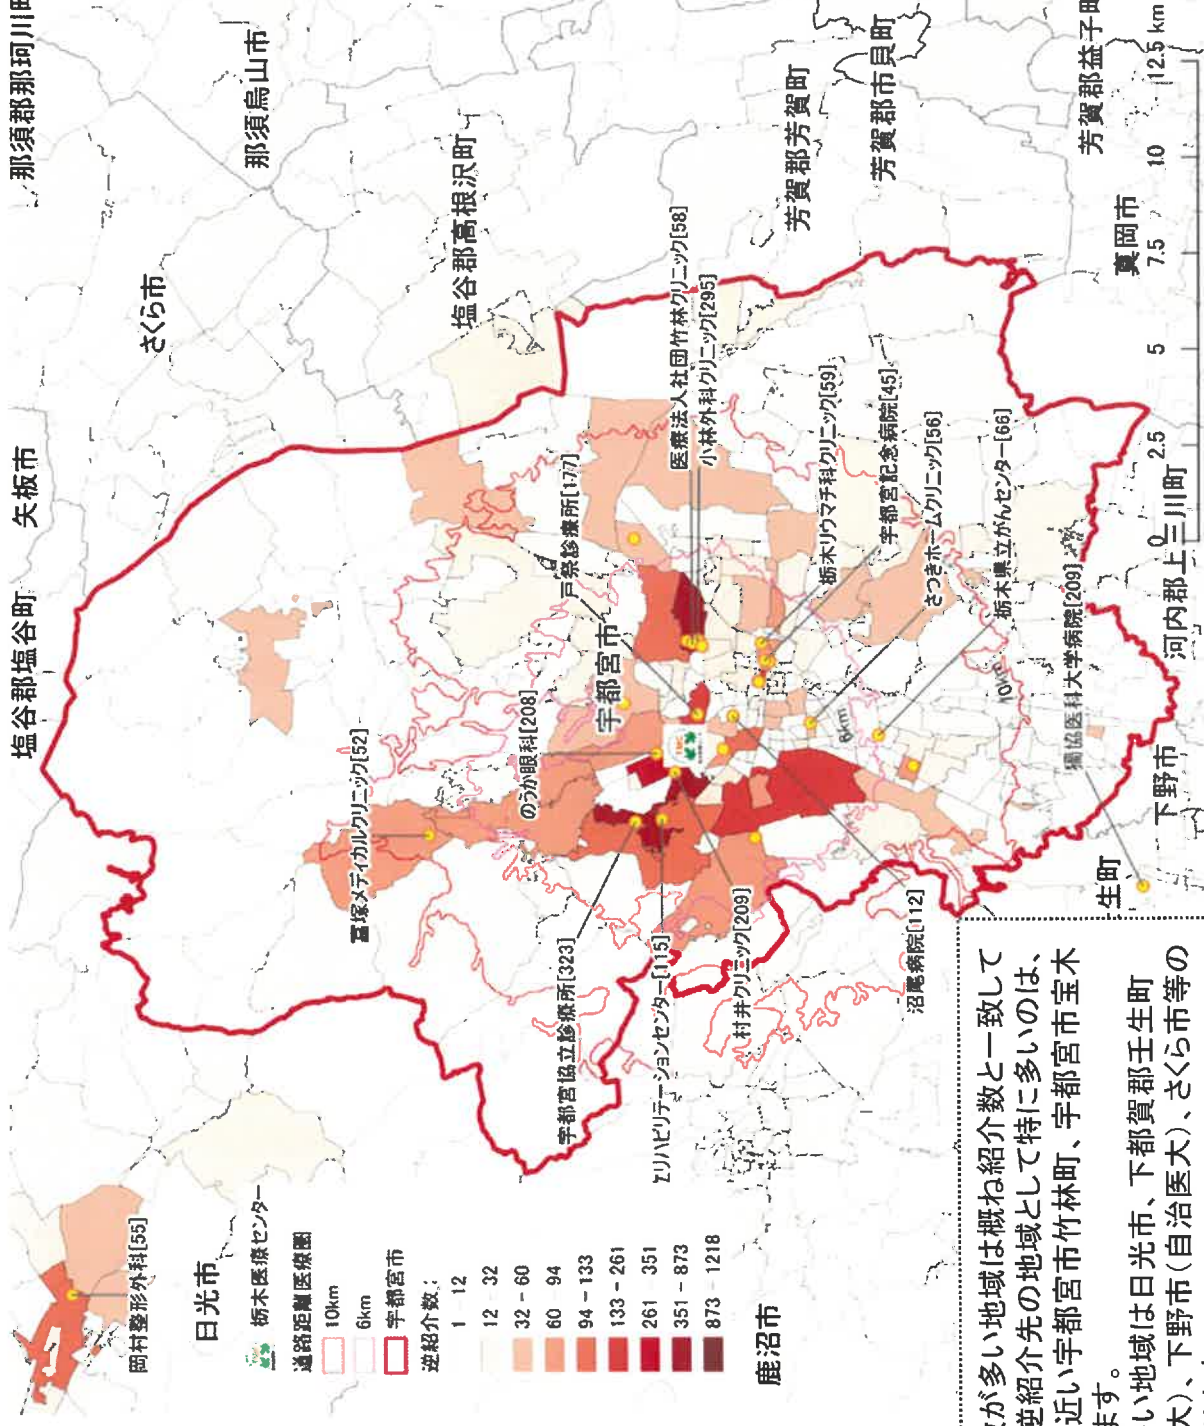 那須郡那珂川町
那須烏山市
さくら市
塩谷郡高根沢町
矢板市
塩谷郡塩谷町
芳賀郡芳賀町
芳賀郡市貝町
芳賀郡益子町
真岡市
宇都宮市
河内郡上三川町
下野市
生町
日光市
鹿沼市
医療法人社団竹林クリニック[58]
小林外科クリニック[295]
戸祭診療所[177]
栃木リウマチ科クリニック[59]
宇都宮記念病院[45]
さつきホームクリニック[56]
栃木県立がんセンター[66]
獨協医科大学病院[209]
のうか眼科[208]
冨塚メディカルクリニック[52]
宇都宮協立診療所[323]
リハビリテーションセンター[115]
村井クリニック[209]
沼尾病院[112]
岡村整形外科[55]
6km
10km
栃木医療センター
道路距離医療圏
10km
6km
宇都宮市
逆紹介数:
1 - 12
12 - 32
32 - 60
60 - 94
94 - 133
133 - 261
261 - 351
351 - 873
873 - 1218
0 2.5 5 7.5 10 12.5 km
が多い地域は概ね紹介数と一致して
逆紹介先の地域として特に多いのは、
近い宇都宮市竹林町、宇都宮市宝木
ます。
い地域は日光市、下都賀郡壬生町
大)、下野市(自治医大)、さくら市等の